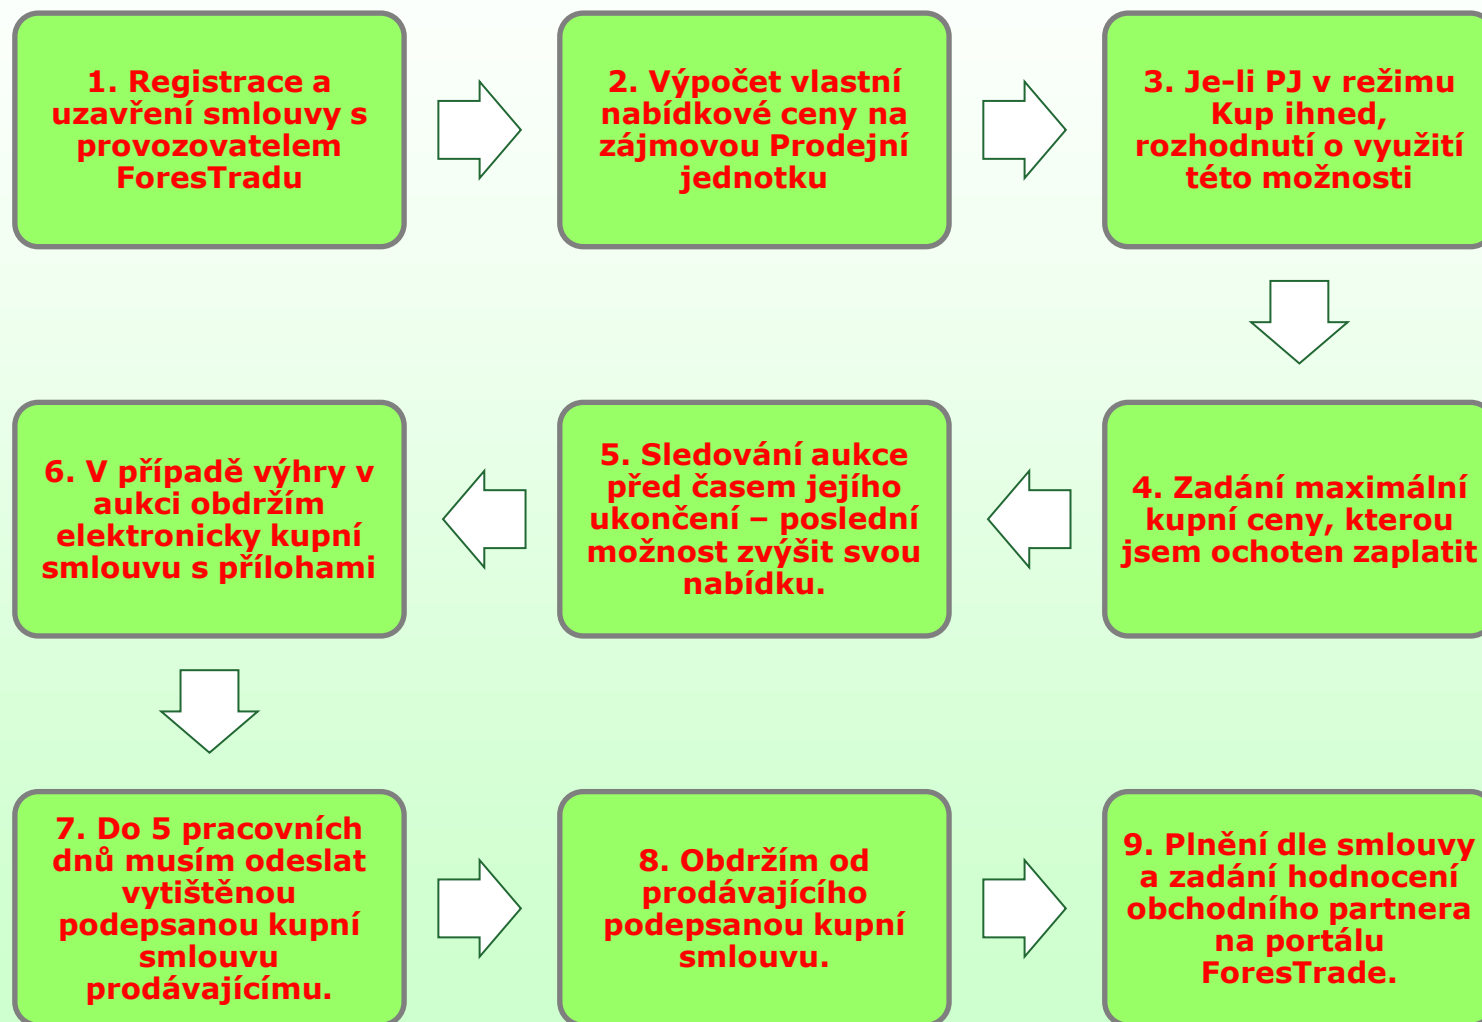 1. Registrace a
uzavření smlouvy s
provozovatelem
ForesTradu
2. Výpočet vlastní
nabídkové ceny na
zájmovou Prodejní
jednotku
3. Je-li PJ v režimu
Kup ihned,
rozhodnutí o využití
této možnosti
4. Zadání maximální
kupní ceny, kterou
jsem ochoten zaplatit
5. Sledování aukce
před časem jejího
ukončení – poslední
možnost zvýšit svou
nabídku.
6. V případě výhry v
aukci obdržím
elektronicky kupní
smlouvu s přílohami
7. Do 5 pracovních
dnů musím odeslat
vytištěnou
podepsanou kupní
smlouvu
prodávajícímu.
8. Obdržím od
prodávajícího
podepsanou kupní
smlouvu.
9. Plnění dle smlouvy
a zadání hodnocení
obchodního partnera
na portálu
ForesTrade.